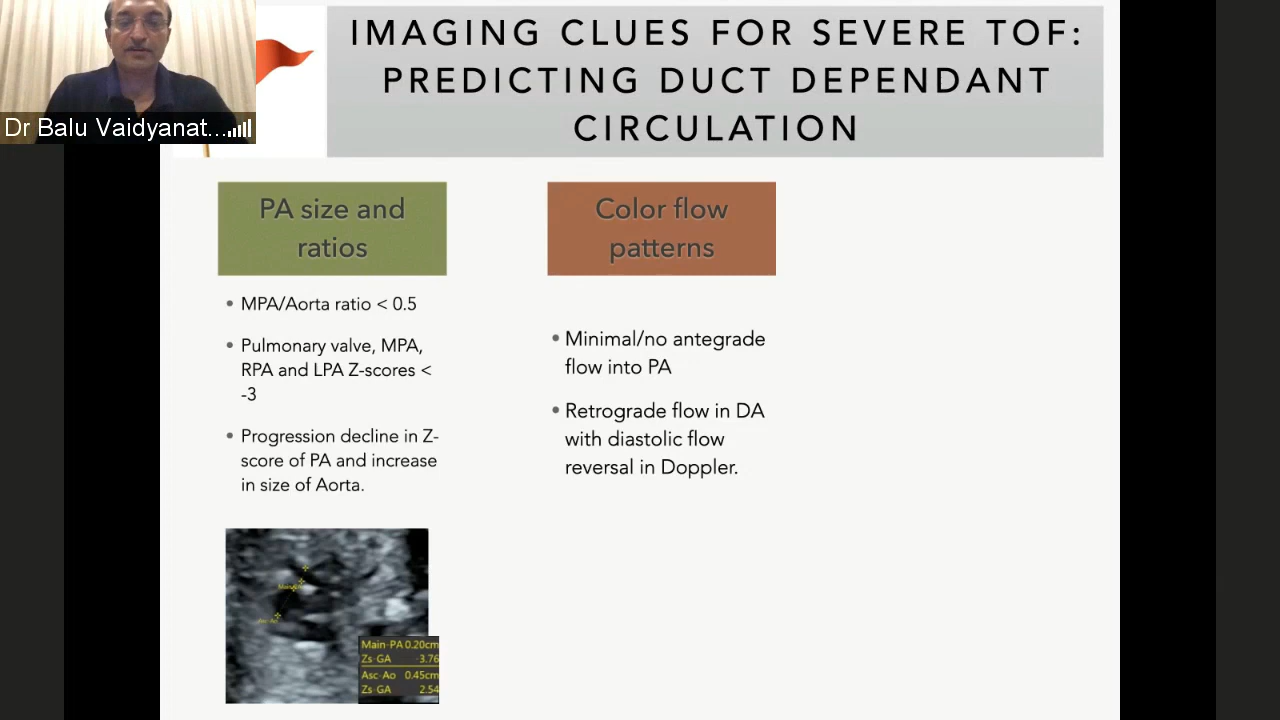 IMAGING CLUES FOR SEVERE TOF:
PREDICTING DUCT DEPENDANT
CIRCULATION
Dr Balu Vaidyanat...
PA size and
ratios
• MPA/Aorta ratio < 0.5
• Pulmonary valve, MPA,
RPA and LPA Z-scores <
-3
• Progression decline in Z-
score of PA and increase
in size of Aorta.
Color flow
patterns
• Minimal/no antegrade
flow into PA
• Retrograde flow in DA
with diastolic flow
reversal in Doppler.
Main-PA 0.20cm
Zs-GA -3.76
Asc-Ao 0.45cm
Zs-GA 2.54